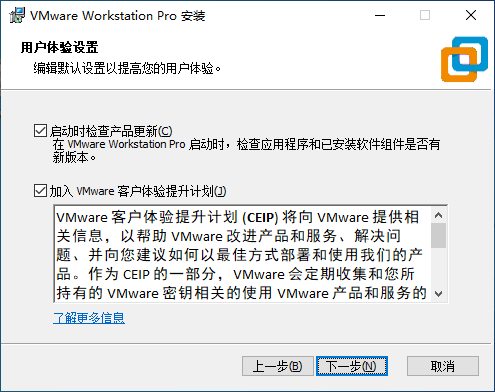 VMware Workstation Pro 安装
用户体验设置
编辑默认设置以提高您的用户体验。
启动时检查产品更新(C)
在 VMware Workstation Pro 启动时，检查应用程序和已安装软件组件是否有
新版本。
加入 VMware 客户体验提升计划(J)
VMware 客户体验提升计划 (CEIP) 将向 VMware 提供相
关信息，以帮助 VMware 改进产品和服务、解决问
题、并向您建议如何以最佳方式部署和使用我们的产
品。作为 CEIP 的一部分，VMware 会定期收集和您所
持有的 VMware 密钥相关的使用 VMware 产品和服务的
了解更多信息
上一步(B)
下一步(N)
取消